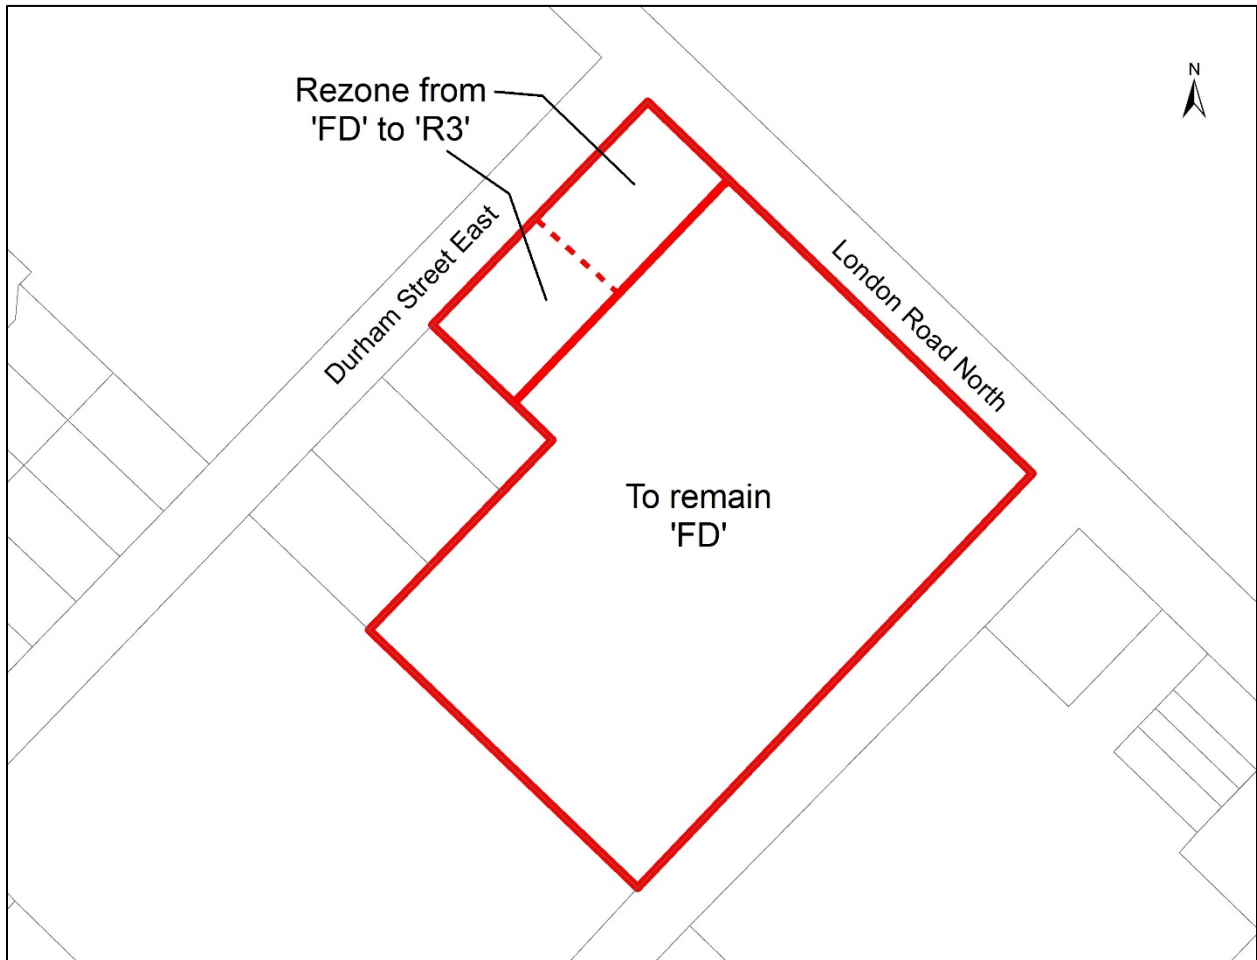 N
Rezone from
'FD' to 'R3'
Durham Street East
London Road North
To remain
'FD'